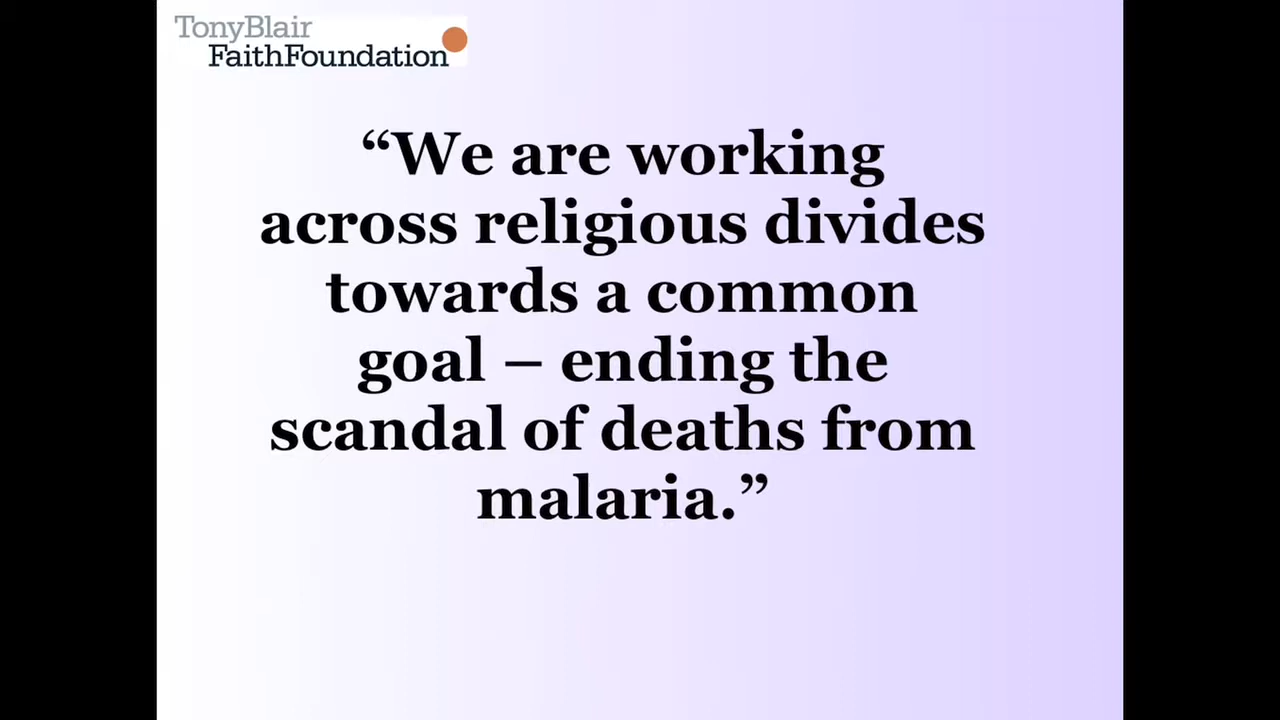 TonyBlair
FaithFoundation
“We are working
across religious divides
towards a common
goal – ending the
scandal of deaths from
malaria.”